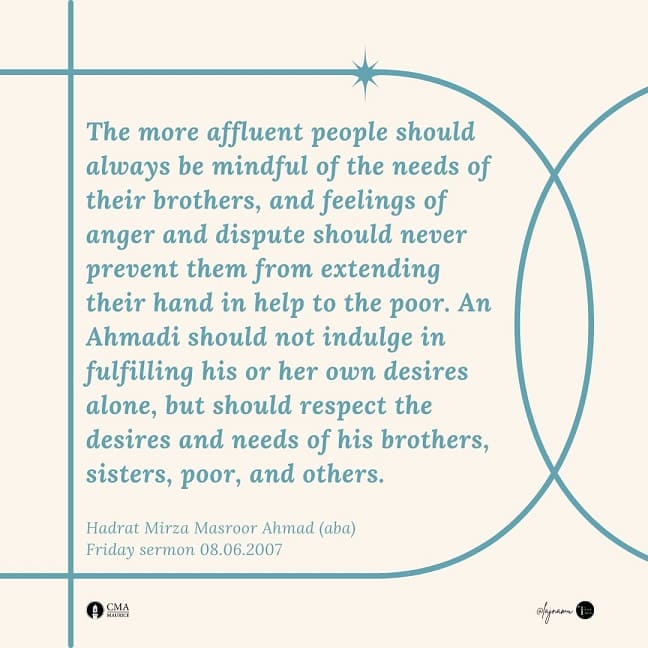 The more affluent people should
always be mindful of the needs of
their brothers, and feelings of
anger and dispute should never
prevent them from extending
their hand in help to the poor. An
Ahmadi should not indulge in
fulfilling his or her own desires
alone, but should respect the
desires and needs of his brothers,
sisters, poor, and others.
Hadrat Mirza Masroor Ahmad (aba)
Friday sermon 08.06.2007
CMA
MAURICE
@lajnamu